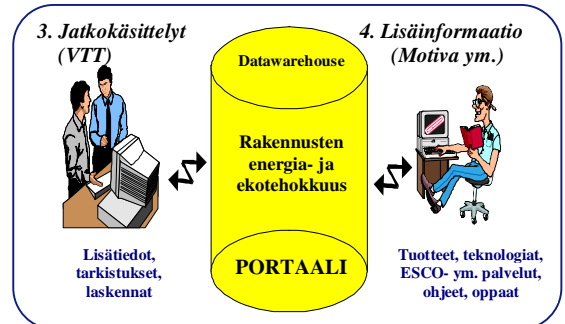 3. Jatkokäsittelyt
(VTT)
Lisätiedot,
tarkistukset,
laskennat
Datawarehouse
Rakennusten
energia- ja
ekotehokkuus
PORTAALI
4. Lisäinformaatio
(Motiva ym.)
Tuotteet, teknologiat,
ESCO- ym. palvelut,
ohjeet, oppaat